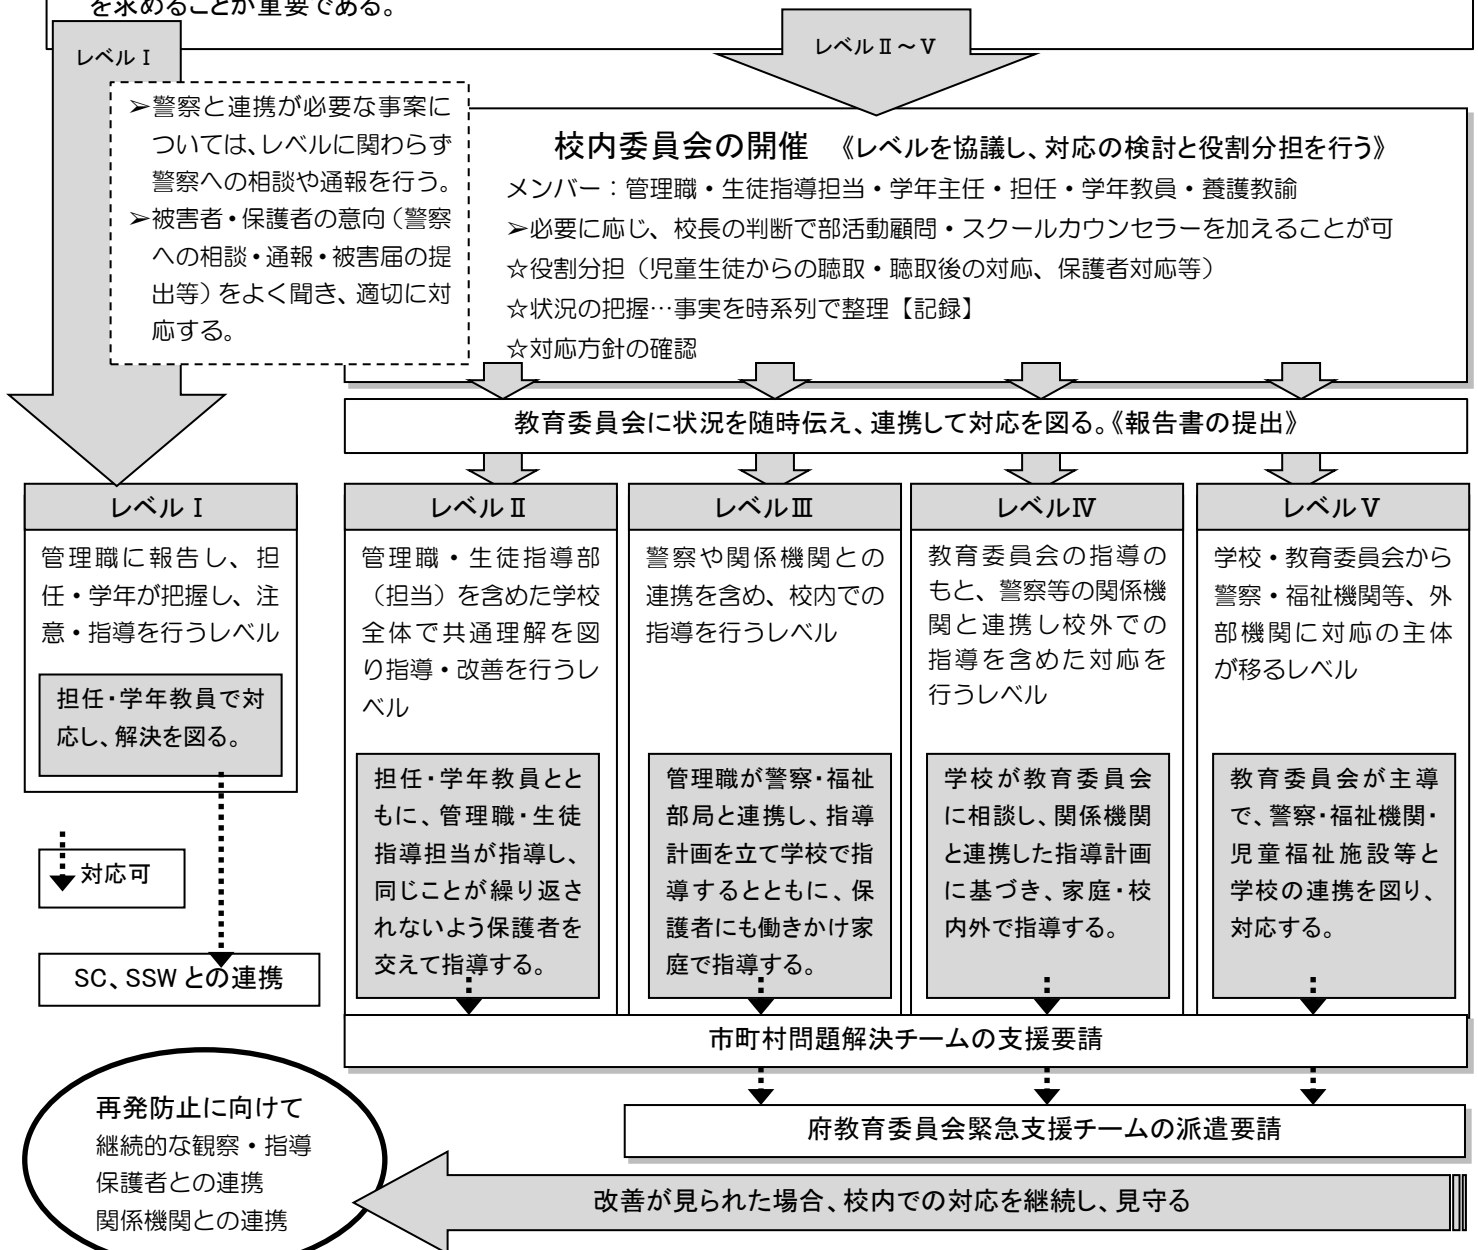 を求めることが重要である。
レベルⅠ
レベルⅡ～Ⅴ
➢警察と連携が必要な事案に
ついては、レベルに関わらず
警察への相談や通報を行う。
➢被害者・保護者の意向（警察
への相談・通報・被害届の提
出等）をよく聞き、適切に対
応する。
校内委員会の開催　《レベルを協議し、対応の検討と役割分担を行う》
メンバー：管理職・生徒指導担当・学年主任・担任・学年教員・養護教諭
➢必要に応じ、校長の判断で部活動顧問・スクールカウンセラーを加えることが可
☆役割分担（児童生徒からの聴取・聴取後の対応、保護者対応等）
☆状況の把握…事実を時系列で整理【記録】
☆対応方針の確認
教育委員会に状況を随時伝え、連携して対応を図る。《報告書の提出》
レベルⅠ
管理職に報告し、担
任・学年が把握し、注
意・指導を行うレベル
担任・学年教員で対
応し、解決を図る。
対応可
SC、SSWとの連携
レベルⅡ
管理職・生徒指導部
（担当）を含めた学校
全体で共通理解を図
り指導・改善を行うレ
ベル
担任・学年教員とと
もに、管理職・生徒
指導担当が指導し、
同じことが繰り返さ
れないよう保護者を
交えて指導する。
レベルⅢ
警察や関係機関との
連携を含め、校内での
指導を行うレベル
管理職が警察・福祉
部局と連携し、指導
計画を立て学校で指
導するとともに、保
護者にも働きかけ家
庭で指導する。
レベルⅣ
教育委員会の指導の
もと、警察等の関係機
関と連携し校外での
指導を含めた対応を
行うレベル
学校が教育委員会
に相談し、関係機関
と連携した指導計画
に基づき、家庭・校
内外で指導する。
レベルⅤ
学校・教育委員会から
警察・福祉機関等、外
部機関に対応の主体
が移るレベル
教育委員会が主導
で、警察・福祉機関・
児童福祉施設等と
学校の連携を図り、
対応する。
市町村問題解決チームの支援要請
府教育委員会緊急支援チームの派遣要請
改善が見られた場合、校内での対応を継続し、見守る
再発防止に向けて
継続的な観察・指導
保護者との連携
関係機関との連携